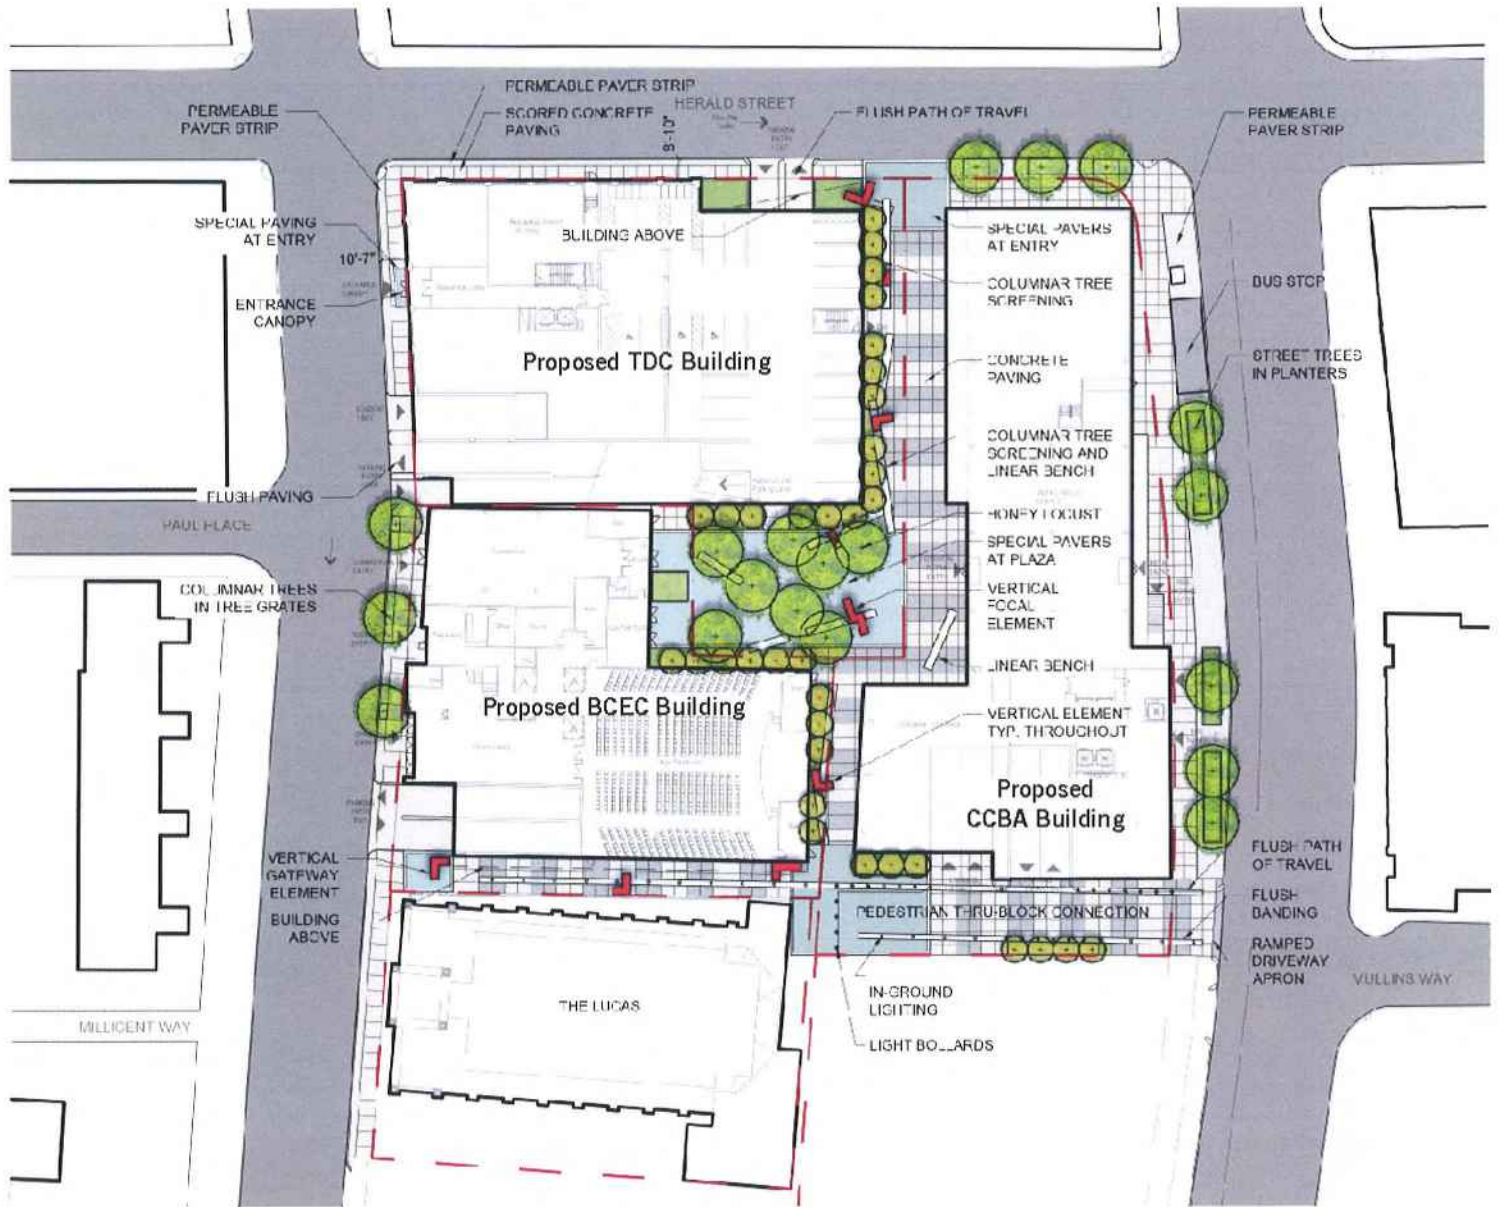 PERMEABLE PAVER STRIP
HERALD STREET
PERMEABLE
PAVER STRIP
SCORED CONCRETE
PAVING
8'-10"
FLUSH PATH OF TRAVEL
PERMEABLE
PAVER STRIP
SPECIAL PAVING
AT ENTRY
10'-7"
ENTRANCE
CANOPY
BUILDING ABOVE
SPECIAL PAVERS
AT ENTRY
COLUMNAR TREE
SCREENING
BUS STOP
Proposed TDC Building
CONCRETE
PAVING
STREET TREES
IN PLANTERS
COLUMNAR TREE
SCREENING AND
LINEAR BENCH
FLUSH PAVING
PAUL PLACE
HONEY LOCUST
SPECIAL PAVERS
AT PLAZA
COLUMNAR TREES
IN TREE GRATES
VERTICAL
FOCAL
ELEMENT
LINEAR BENCH
Proposed BCEC Building
VERTICAL ELEMENT
TYP. THROUGHOUT
Proposed
CCBA Building
VERTICAL
GATEWAY
ELEMENT
FLUSH PATH
OF TRAVEL
BUILDING
ABOVE
PEDESTRIAN THRU-BLOCK CONNECTION
FLUSH
BANDING
RAMPED
DRIVEWAY
APRON
MULLINS WAY
IN-GROUND
LIGHTING
THE LUCAS
LIGHT BOLLARDS
MILLICENT WAY